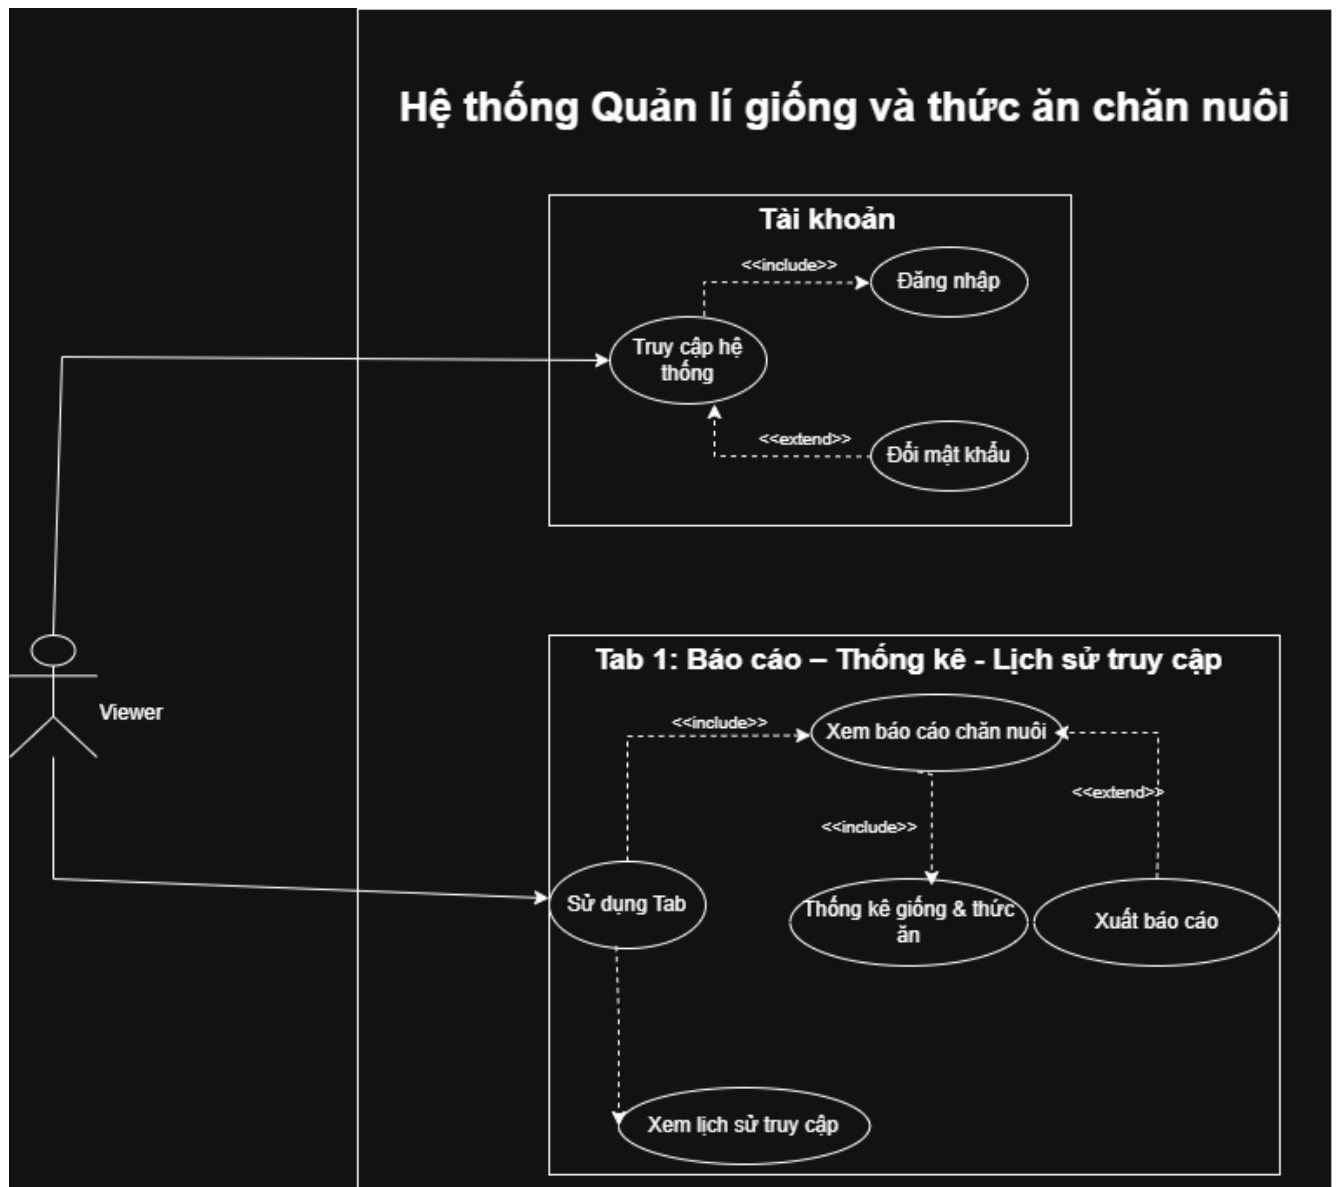 Hệ thống Quản lí giống và thức ăn chăn nuôi
Tài khoản
<<include>>
Đăng nhập
Truy cập hệ
thống
<<extend>>
Đổi mật khẩu
Viewer
Tab 1: Báo cáo – Thống kê - Lịch sử truy cập
<<include>>
Xem báo cáo chăn nuôi
<<extend>>
<<include>>
Sử dụng Tab
Thống kê giống & thức
ăn
Xuất báo cáo
Xem lịch sử truy cập